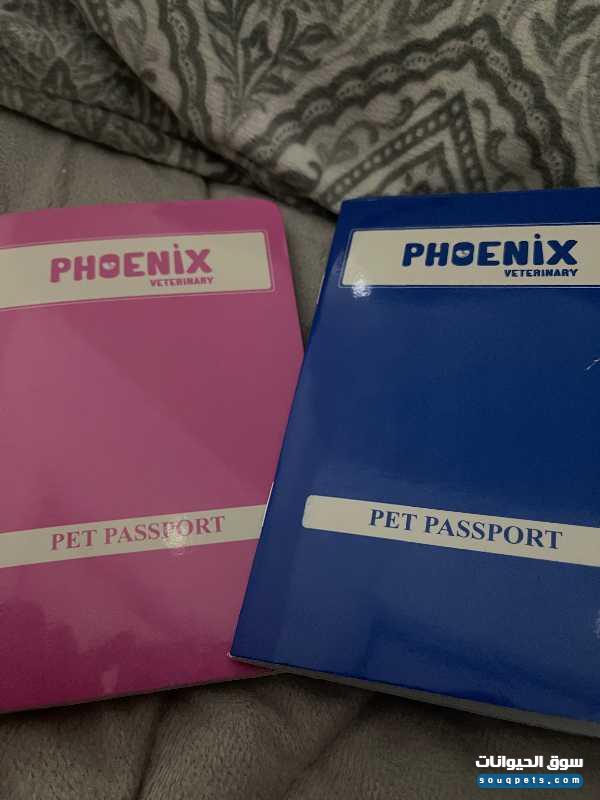 PHOENIX
VETERINARY
PET PASSPORT
PHOENIX
VETERINARY
PET PASSPORT
سوق الحيوانات
souqpets.com